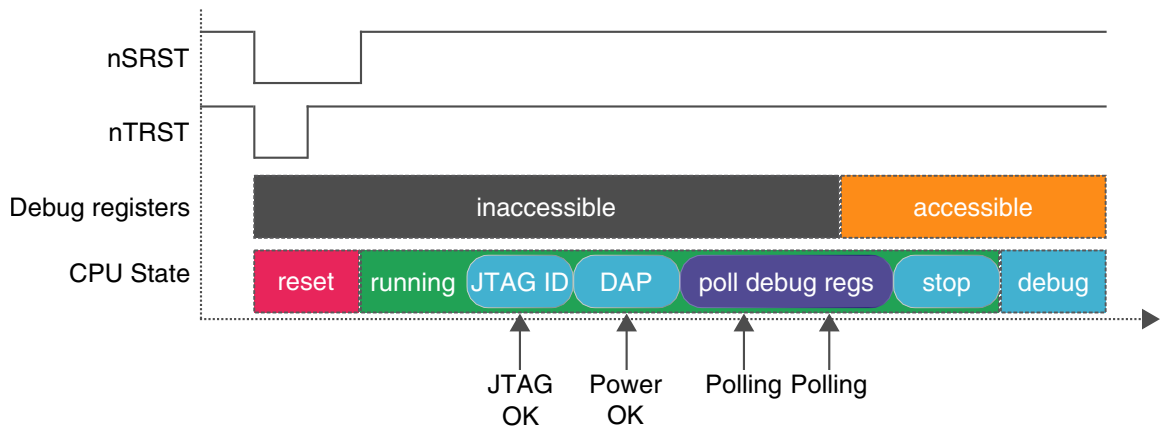 nSRST
nTRST
Debug registers
inaccessible
accessible
CPU State
reset
running
JTAG ID
DAP
poll debug regs
stop
debug
JTAG
OK
Power
OK
Polling
Polling